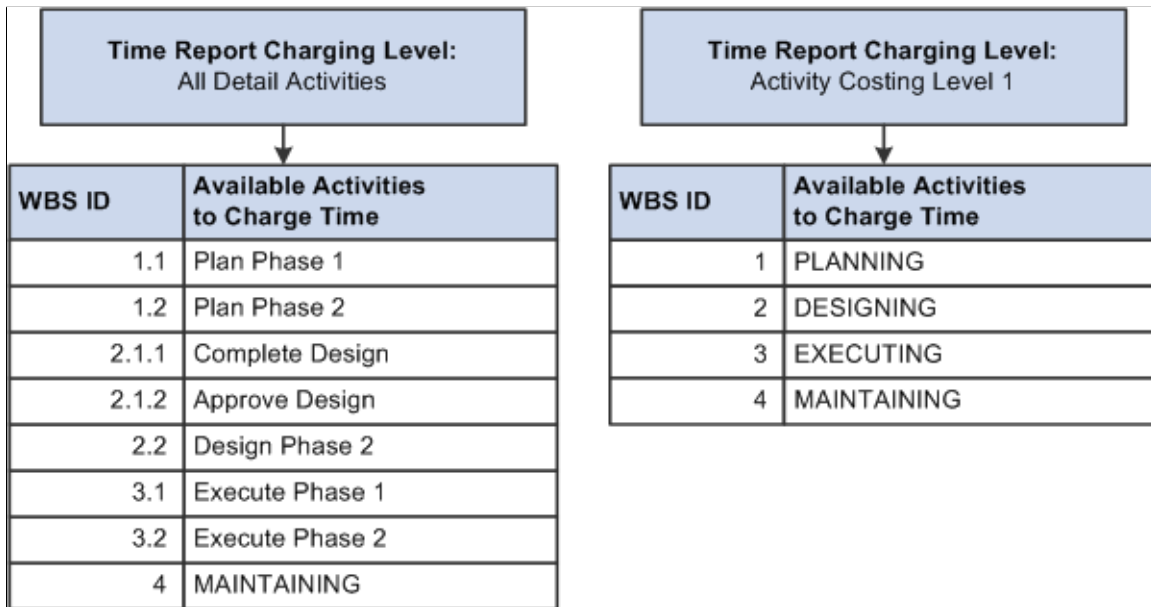 Time Report Charging Level:
All Detail Activities
WBS ID
Available Activities
to Charge Time
1.1 Plan Phase 1
1.2 Plan Phase 2
2.1.1 Complete Design
2.1.2 Approve Design
2.2 Design Phase 2
3.1 Execute Phase 1
3.2 Execute Phase 2
4 MAINTAINING
Time Report Charging Level:
Activity Costing Level 1
WBS ID
Available Activities
to Charge Time
1 PLANNING
2 DESIGNING
3 EXECUTING
4 MAINTAINING